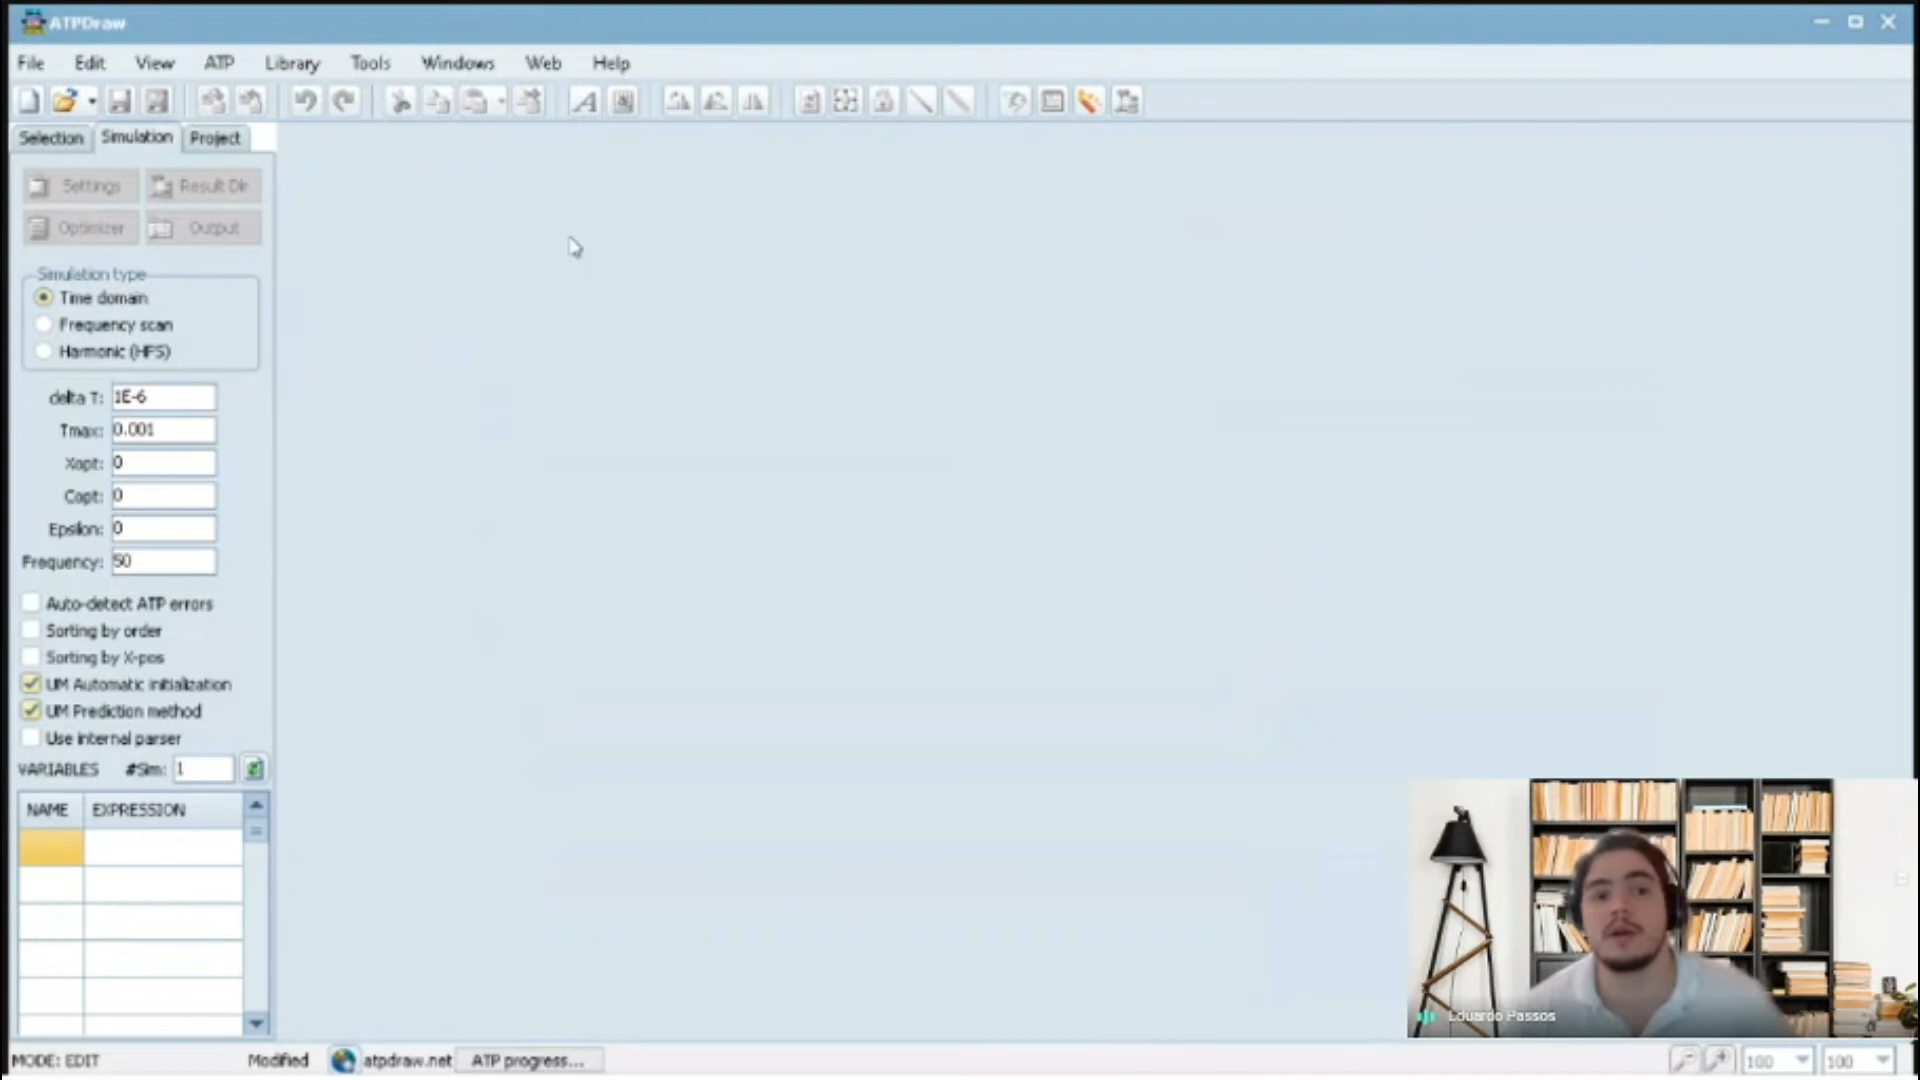 ATPDraw
File Edit View ATP Library Tools Windows Web Help
Selection Simulation Project
Settings Result Dir
Optimizer Output
Simulation type
Time domain
Frequency scan
Harmonic (HFS)
delta T: 1E-6
Tmax: 0.001
Xopt: 0
Copt: 0
Epsilon: 0
Frequency: 50
Auto-detect ATP errors
Sorting by order
Sorting by X-pos
UM Automatic initialization
UM Prediction method
Use internal parser
VARIABLES #Sim: 1
NAME EXPRESSION
Eduardo Passos
MODE: EDIT Modified atpdraw.net ATP progress... 100 100